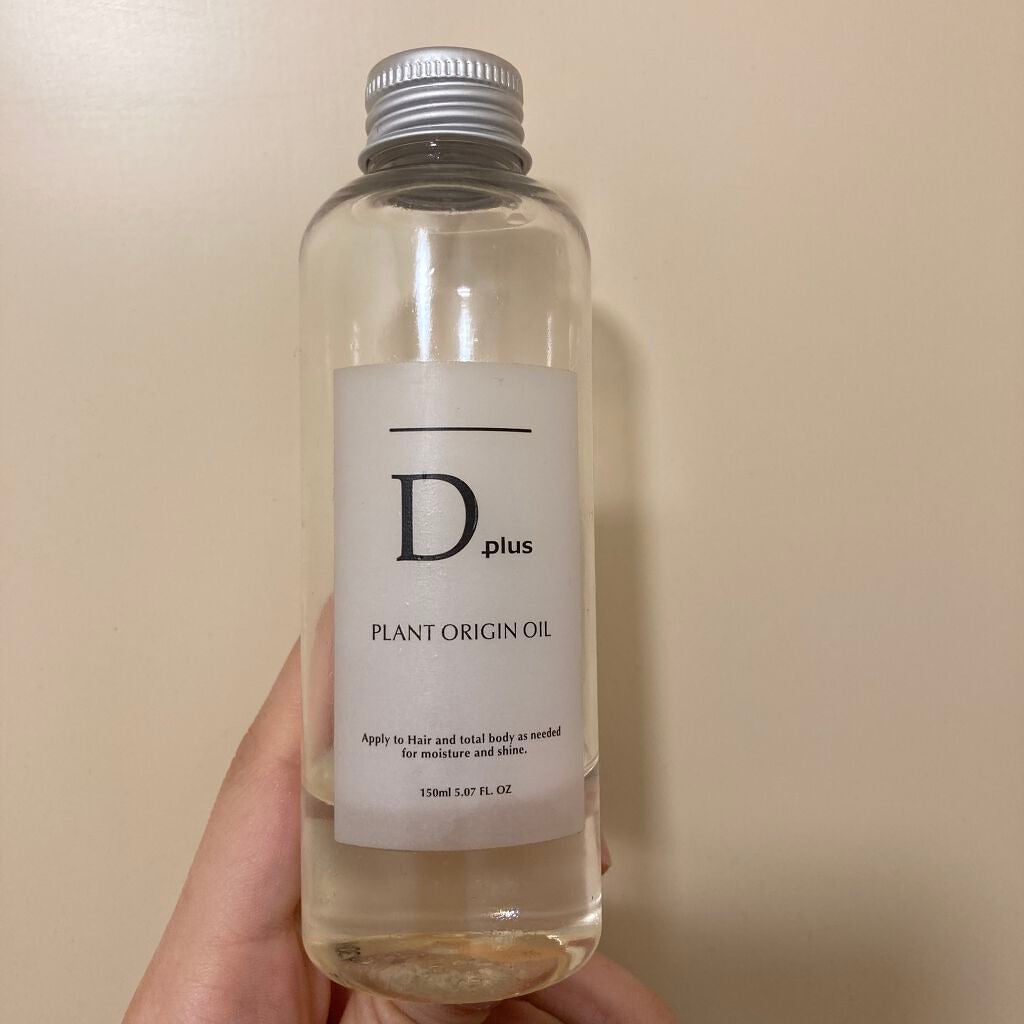 D.plus
PLANT ORIGIN OIL
Apply to Hair and total body as needed
for moisture and shine.
150ml 5.07 FL. OZ